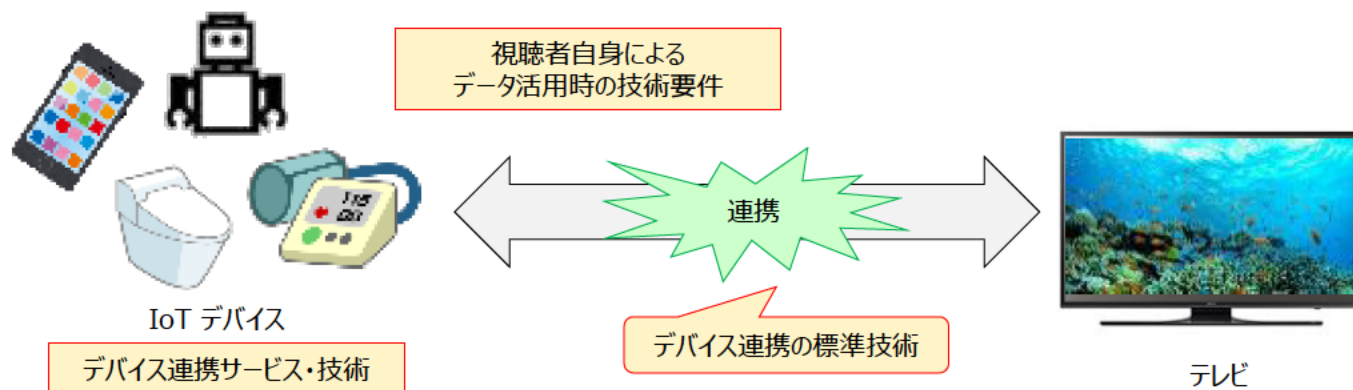 視聴者自身による
データ活用時の技術要件
連携
IoT デバイス
デバイス連携サービス・技術
デバイス連携の標準技術
テレビ